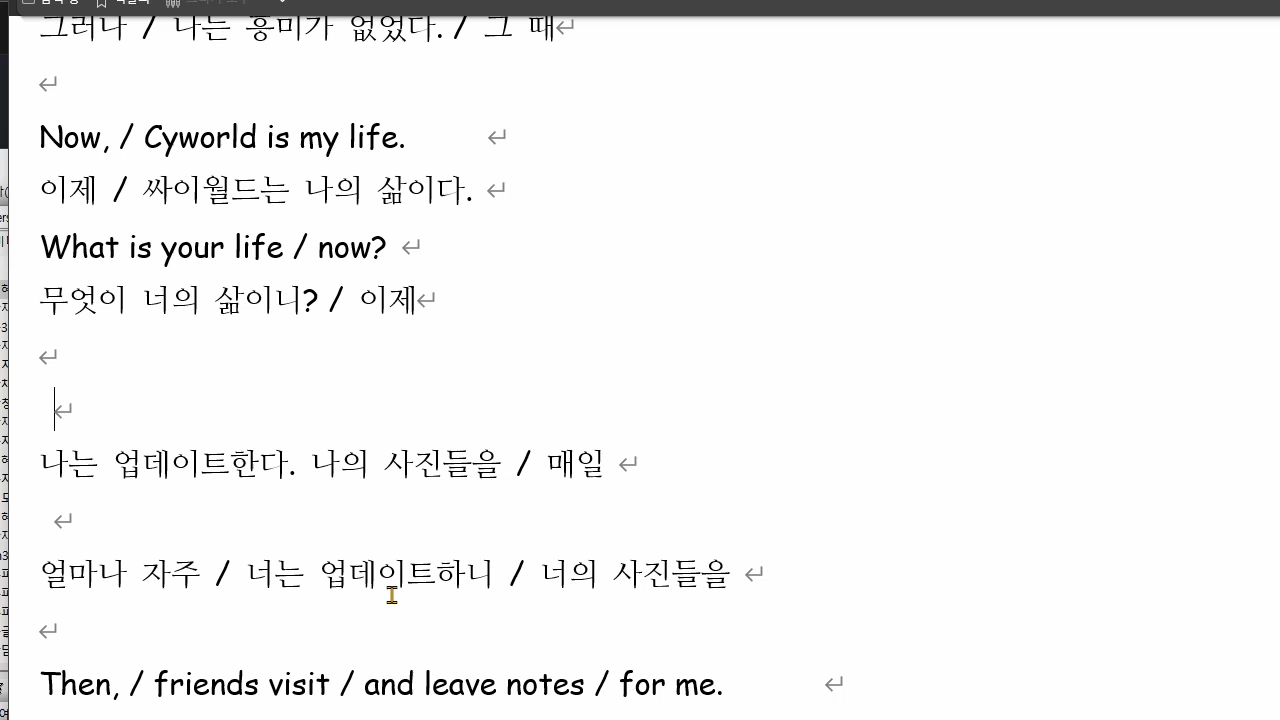 그러나 / 나는 흥미가 없었다. / 그 때
Now, / Cyworld is my life.
이제 / 싸이월드는 나의 삶이다.
What is your life / now?
무엇이 너의 삶이니? / 이제
나는 업데이트한다. 나의 사진들을 / 매일
얼마나 자주 / 너는 업데이트하니 / 너의 사진들을
Then, / friends visit / and leave notes / for me.